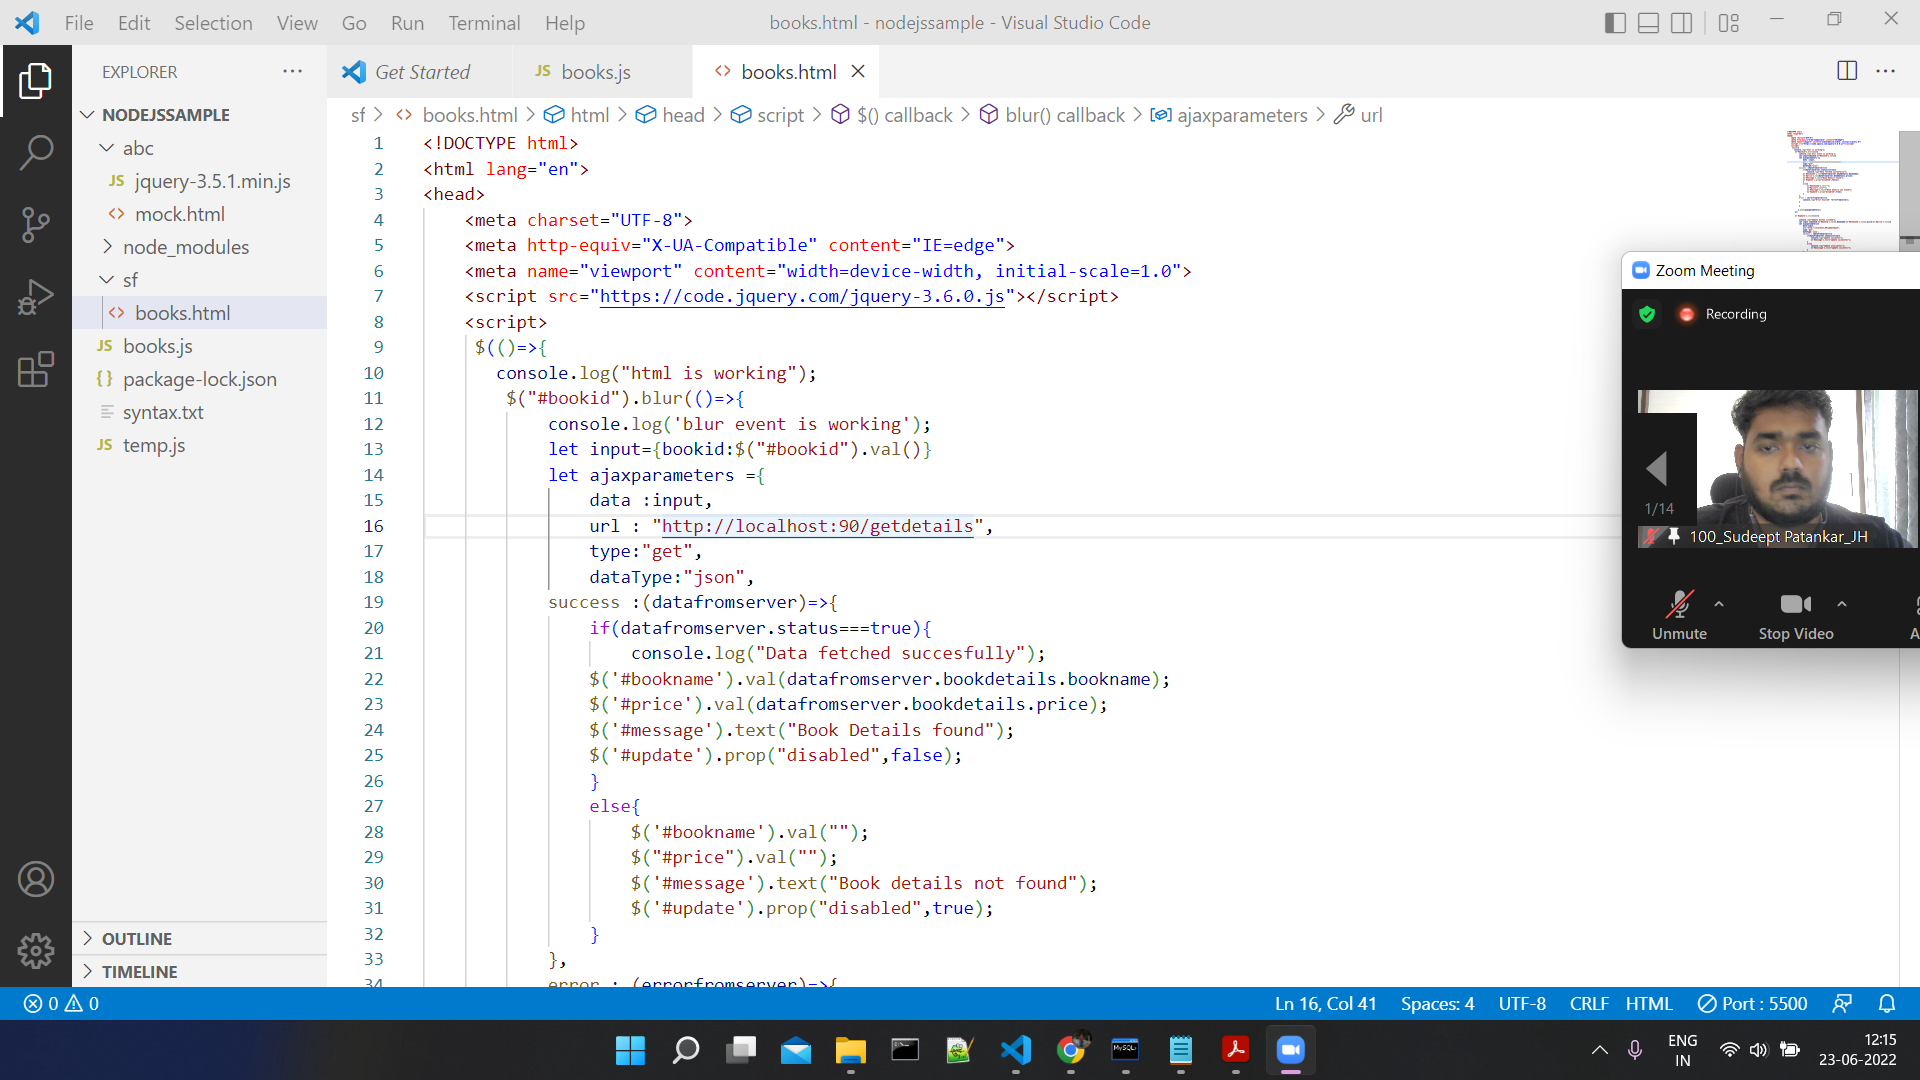 File Edit Selection View Go Run Terminal Help
books.html - nodejssample - Visual Studio Code
EXPLORER
Get Started
JS books.js
<> books.html
NODEJSSAMPLE
abc
JS jquery-3.5.1.min.js
<> mock.html
node_modules
sf
<> books.html
JS books.js
{} package-lock.json
syntax.txt
JS temp.js
OUTLINE
TIMELINE
sf > <> books.html > html > head > script > $() callback > blur() callback > ajaxparameters > url
1 <!DOCTYPE html>
2 <html lang="en">
3 <head>
4 <meta charset="UTF-8">
5 <meta http-equiv="X-UA-Compatible" content="IE=edge">
6 <meta name="viewport" content="width=device-width, initial-scale=1.0">
7 <script src="https://code.jquery.com/jquery-3.6.0.js"></script>
8 <script>
9 $(()=>{
10 console.log("html is working");
11 $("#bookid").blur(()=>{
12 console.log('blur event is working');
13 let input={bookid:$("#bookid").val()}
14 let ajaxparameters ={
15 data :input,
16 url : "http://localhost:90/getdetails",
17 type:"get",
18 dataType:"json",
19 success :(datafromserver)=>{
20 if(datafromserver.status===true){
21 console.log("Data fetched succesfully");
22 $('#bookname').val(datafromserver.bookdetails.bookname);
23 $('#price').val(datafromserver.bookdetails.price);
24 $('#message').text("Book Details found");
25 $('#update').prop("disabled",false);
26 }
27 else{
28 $('#bookname').val("");
29 $("#price").val("");
30 $('#message').text("Book details not found");
31 $('#update').prop("disabled",true);
32 }
33 },
34 error : (errorfromserver)=>{
Zoom Meeting
Recording
1/14
100_Sudeept Patankar_JH
Unmute
Stop Video
0 0
Ln 16, Col 41 Spaces: 4 UTF-8 CRLF HTML Port : 5500
MySQL
ENG
IN
12:15
23-06-2022